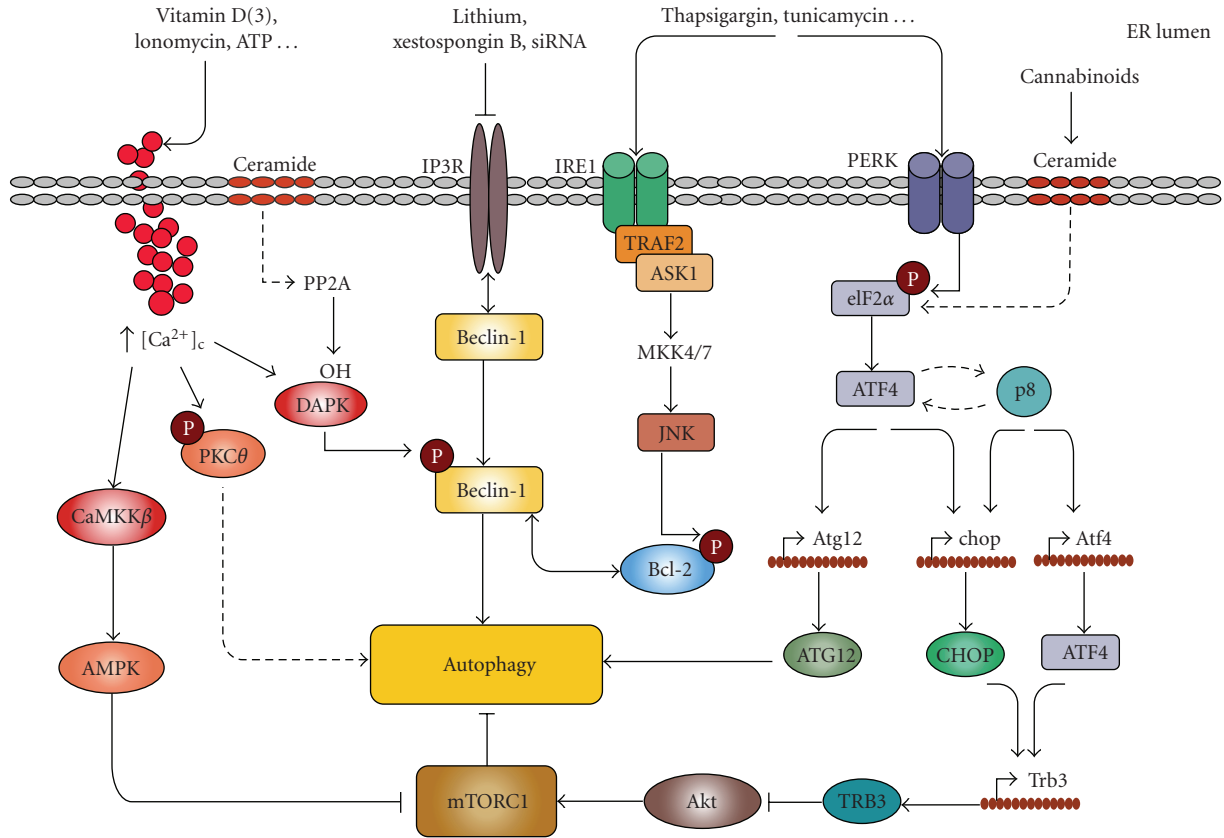 Vitamin D(3),
lonomycin, ATP …
Lithium,
xestospongin B, siRNA
Thapsigargin, tunicamycin …
ER lumen
Cannabinoids
Ceramide
IP3R
IRE1
PERK
Ceramide
TRAF2
ASK1
PP2A
P
elF2α
[Ca²⁺]c
Beclin-1
MKK4/7
OH
DAPK
ATF4
p8
P
PKCθ
P
JNK
Beclin-1
CaMKKβ
P
Bcl-2
Atg12
chop
Atf4
AMPK
Autophagy
ATG12
CHOP
ATF4
mTORC1
Akt
TRB3
Trb3